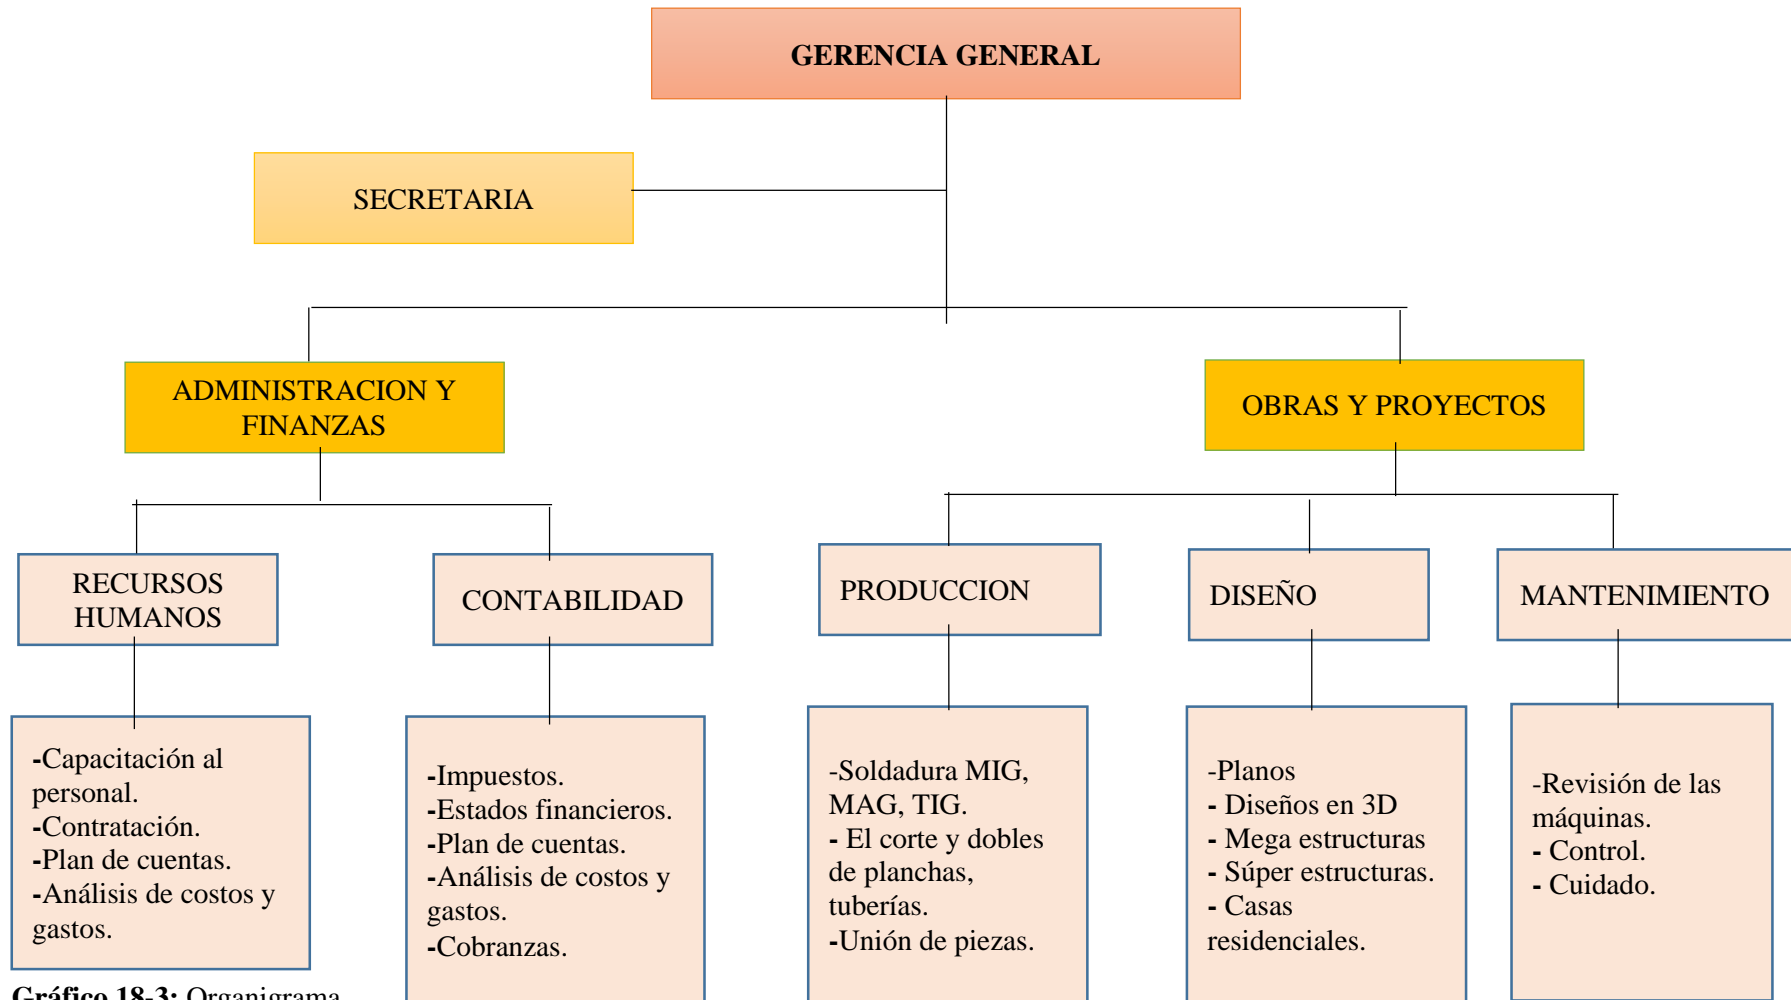 GERENCIA GENERAL
SECRETARIA
ADMINISTRACION Y
FINANZAS
OBRAS Y PROYECTOS
RECURSOS
HUMANOS
CONTABILIDAD
PRODUCCION
DISEÑO
MANTENIMIENTO
-Capacitación al
personal.
-Contratación.
-Plan de cuentas.
-Análisis de costos y
gastos.
-Impuestos.
-Estados financieros.
-Plan de cuentas.
-Análisis de costos y
gastos.
-Cobranzas.
-Soldadura MIG,
MAG, TIG.
- El corte y dobles
de planchas,
tuberías.
-Unión de piezas.
-Planos
- Diseños en 3D
- Mega estructuras
- Súper estructuras.
- Casas
residenciales.
-Revisión de las
máquinas.
- Control.
- Cuidado.
Gráfico 18-3: Organigrama